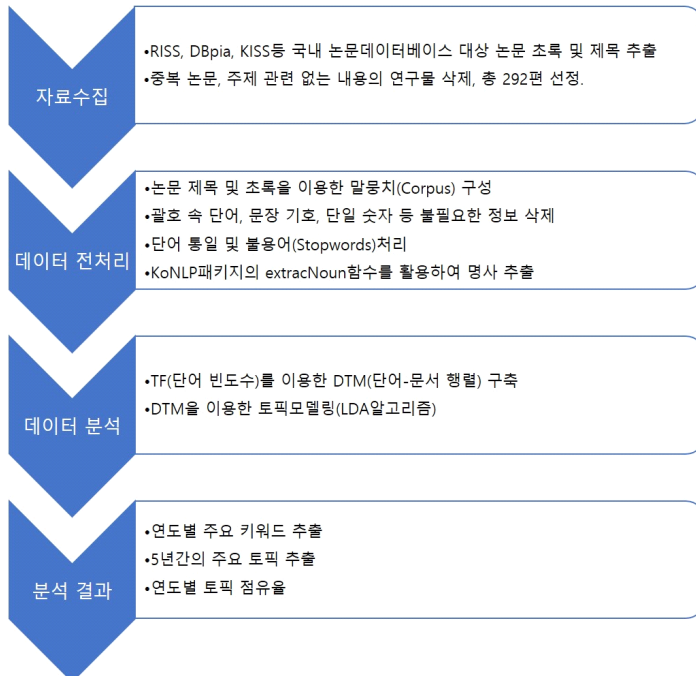 자료수집
•RISS, DBpia, KISS등 국내 논문데이터베이스 대상 논문 초록 및 제목 추출
•중복 논문, 주제 관련 없는 내용의 연구물 삭제, 총 292편 선정.
데이터 전처리
•논문 제목 및 초록을 이용한 말뭉치(Corpus) 구성
•괄호 속 단어, 문장 기호, 단일 숫자 등 불필요한 정보 삭제
•단어 통일 및 불용어(Stopwords)처리
•KoNLP패키지의 extracNoun함수를 활용하여 명사 추출
데이터 분석
•TF(단어 빈도수)를 이용한 DTM(단어-문서 행렬) 구축
•DTM을 이용한 토픽모델링(LDA알고리즘)
분석 결과
•연도별 주요 키워드 추출
•5년간의 주요 토픽 추출
•연도별 토픽 점유율